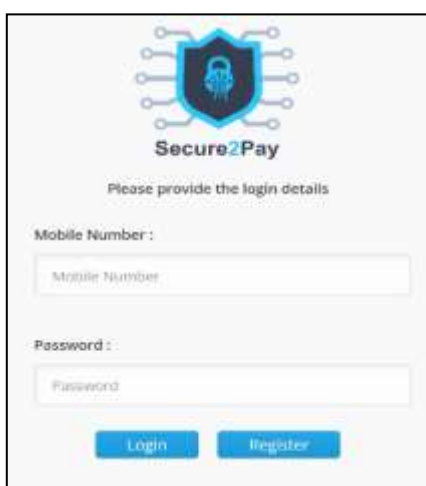 Secure2Pay
Please provide the login details
Mobile Number :
Mobile Number
Password :
Password
Login Register